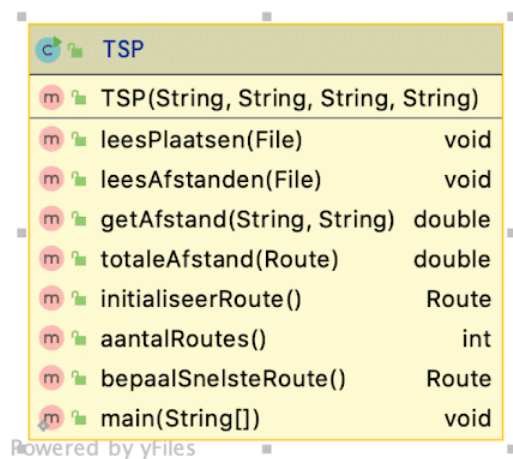 TSP
TSP(String, String, String, String)
leesPlaatsen(File) void
leesAfstanden(File) void
getAfstand(String, String) double
totaleAfstand(Route) double
initialiseerRoute() Route
aantalRoutes() int
bepaalSnelsteRoute() Route
main(String[]) void
Powered by yFiles